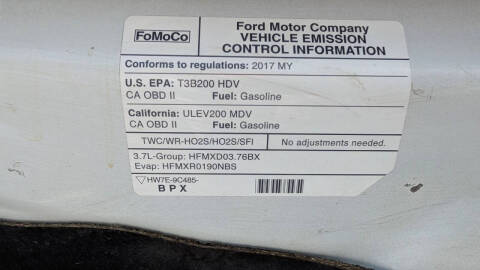 FoMoCo
Ford Motor Company
VEHICLE EMISSION
CONTROL INFORMATION
Conforms to regulations: 2017 MY
U.S. EPA: T3B200 HDV
CA OBD II Fuel: Gasoline
California: ULEV200 MDV
CA OBD II Fuel: Gasoline
TWC/WR-HO2S/HO2S/SFI No adjustments needed.
3.7L-Group: HFMXD03.76BX
Evap: HFMXR0190NBS
HW7E-9C485-
BPX